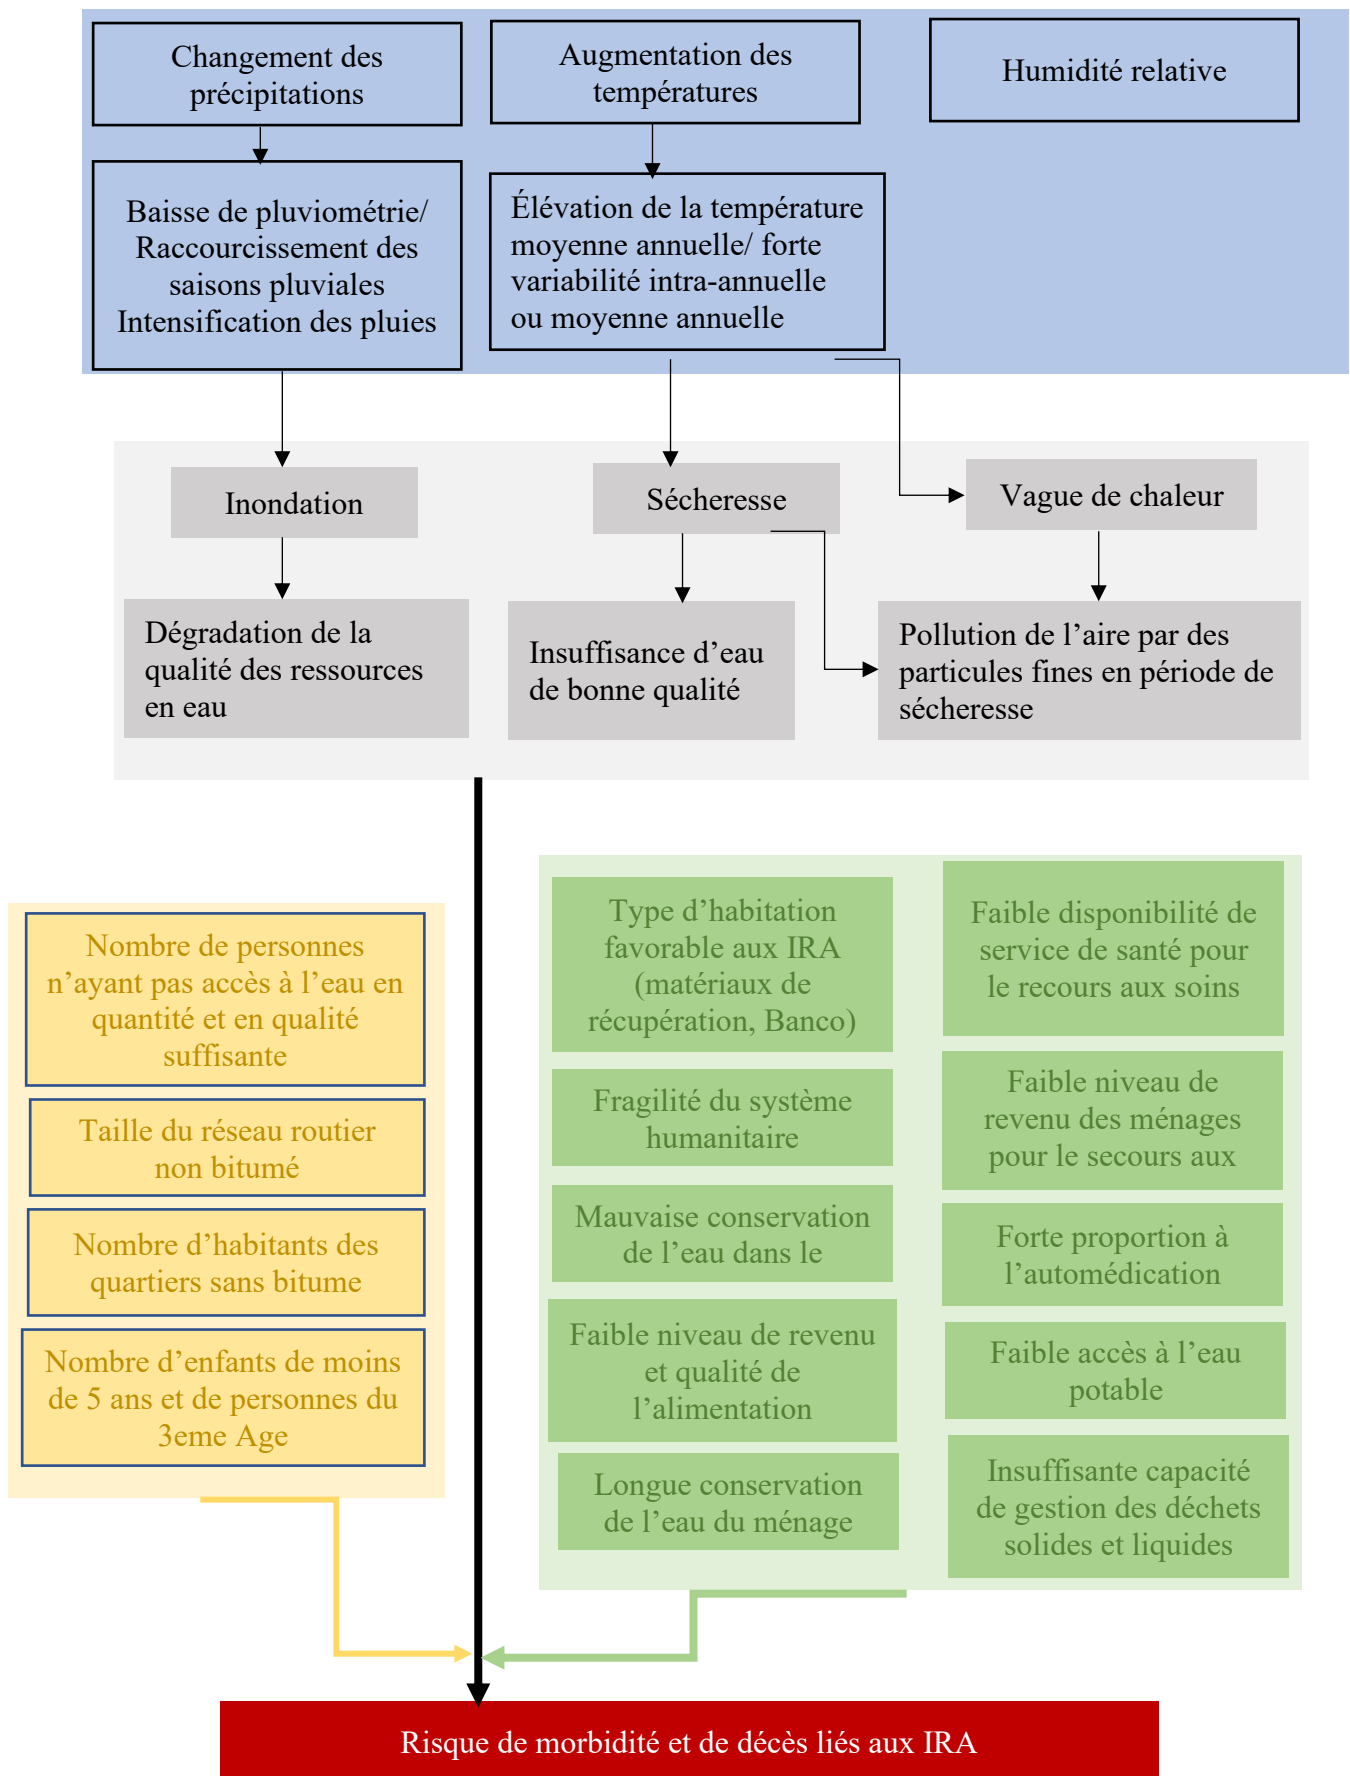 Changement des
précipitations
Augmentation des
températures
Humidité relative
Baisse de pluviométrie/
Raccourcissement des
saisons pluviales
Intensification des pluies
Élévation de la température
moyenne annuelle/ forte
variabilité intra-annuelle
ou moyenne annuelle
Inondation
Sécheresse
Vague de chaleur
Dégradation de la
qualité des ressources
en eau
Insuffisance d’eau
de bonne qualité
Pollution de l’aire par des
particules fines en période de
sécheresse
Nombre de personnes
n’ayant pas accès à l’eau en
quantité et en qualité
suffisante
Taille du réseau routier
non bitumé
Nombre d’habitants des
quartiers sans bitume
Nombre d’enfants de moins
de 5 ans et de personnes du
3eme Age
Type d’habitation
favorable aux IRA
(matériaux de
récupération, Banco)
Fragilité du système
humanitaire
Mauvaise conservation
de l’eau dans le
Faible niveau de revenu
et qualité de
l’alimentation
Longue conservation
de l’eau du ménage
Faible disponibilité de
service de santé pour
le recours aux soins
Faible niveau de
revenu des ménages
pour le secours aux
Forte proportion à
l’automédication
Faible accès à l’eau
potable
Insuffisante capacité
de gestion des déchets
solides et liquides
Risque de morbidité et de décès liés aux IRA